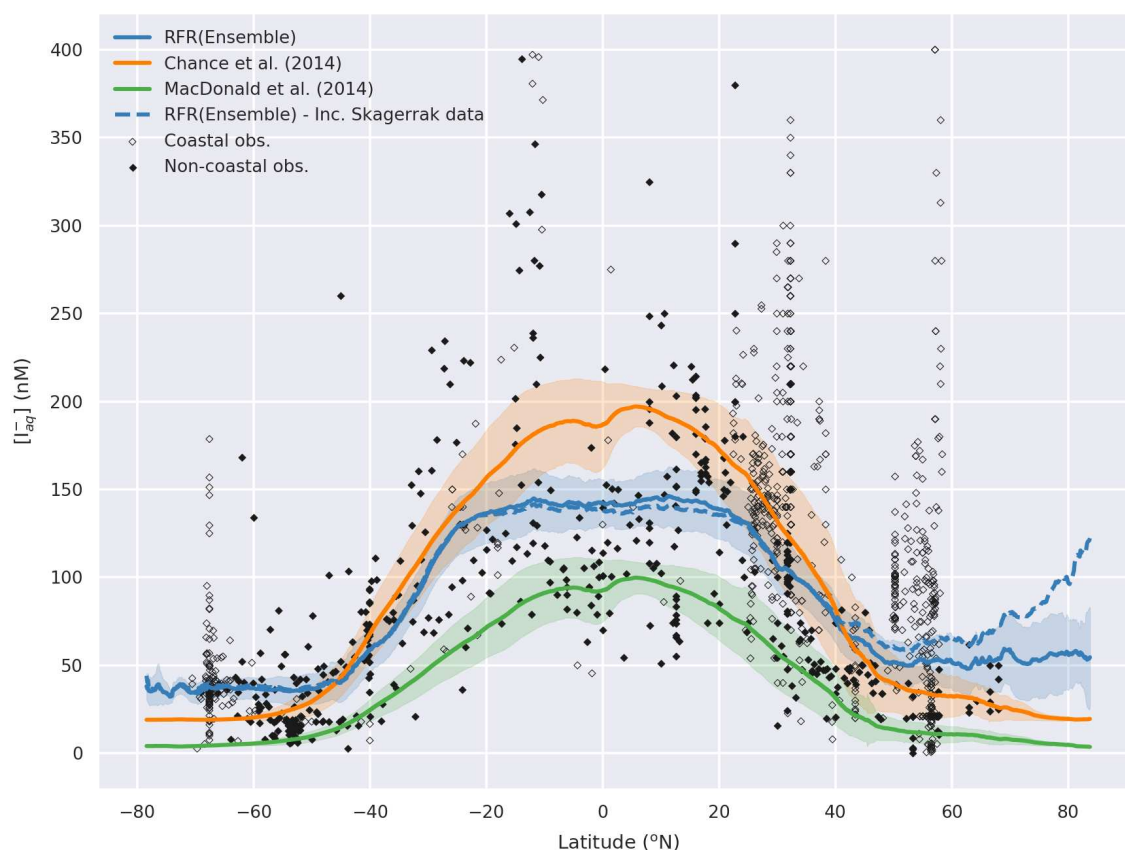 RFR(Ensemble)
Chance et al. (2014)
MacDonald et al. (2014)
RFR(Ensemble) - Inc. Skagerrak data
Coastal obs.
Non-coastal obs.
400
350
300
250
200
150
100
50
0
[I⁻aq] (nM)
−80 −60 −40 −20 0 20 40 60 80
Latitude (°N)